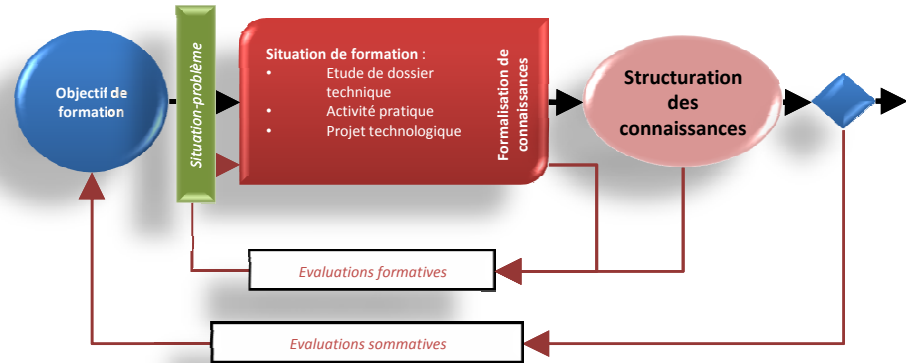 Objectif de
formation
Situation-problème
Situation de formation :
• Etude de dossier
technique
• Activité pratique
• Projet technologique
Formalisation de
connaissances
Structuration
des
connaissances
Evaluations formatives
Evaluations sommatives